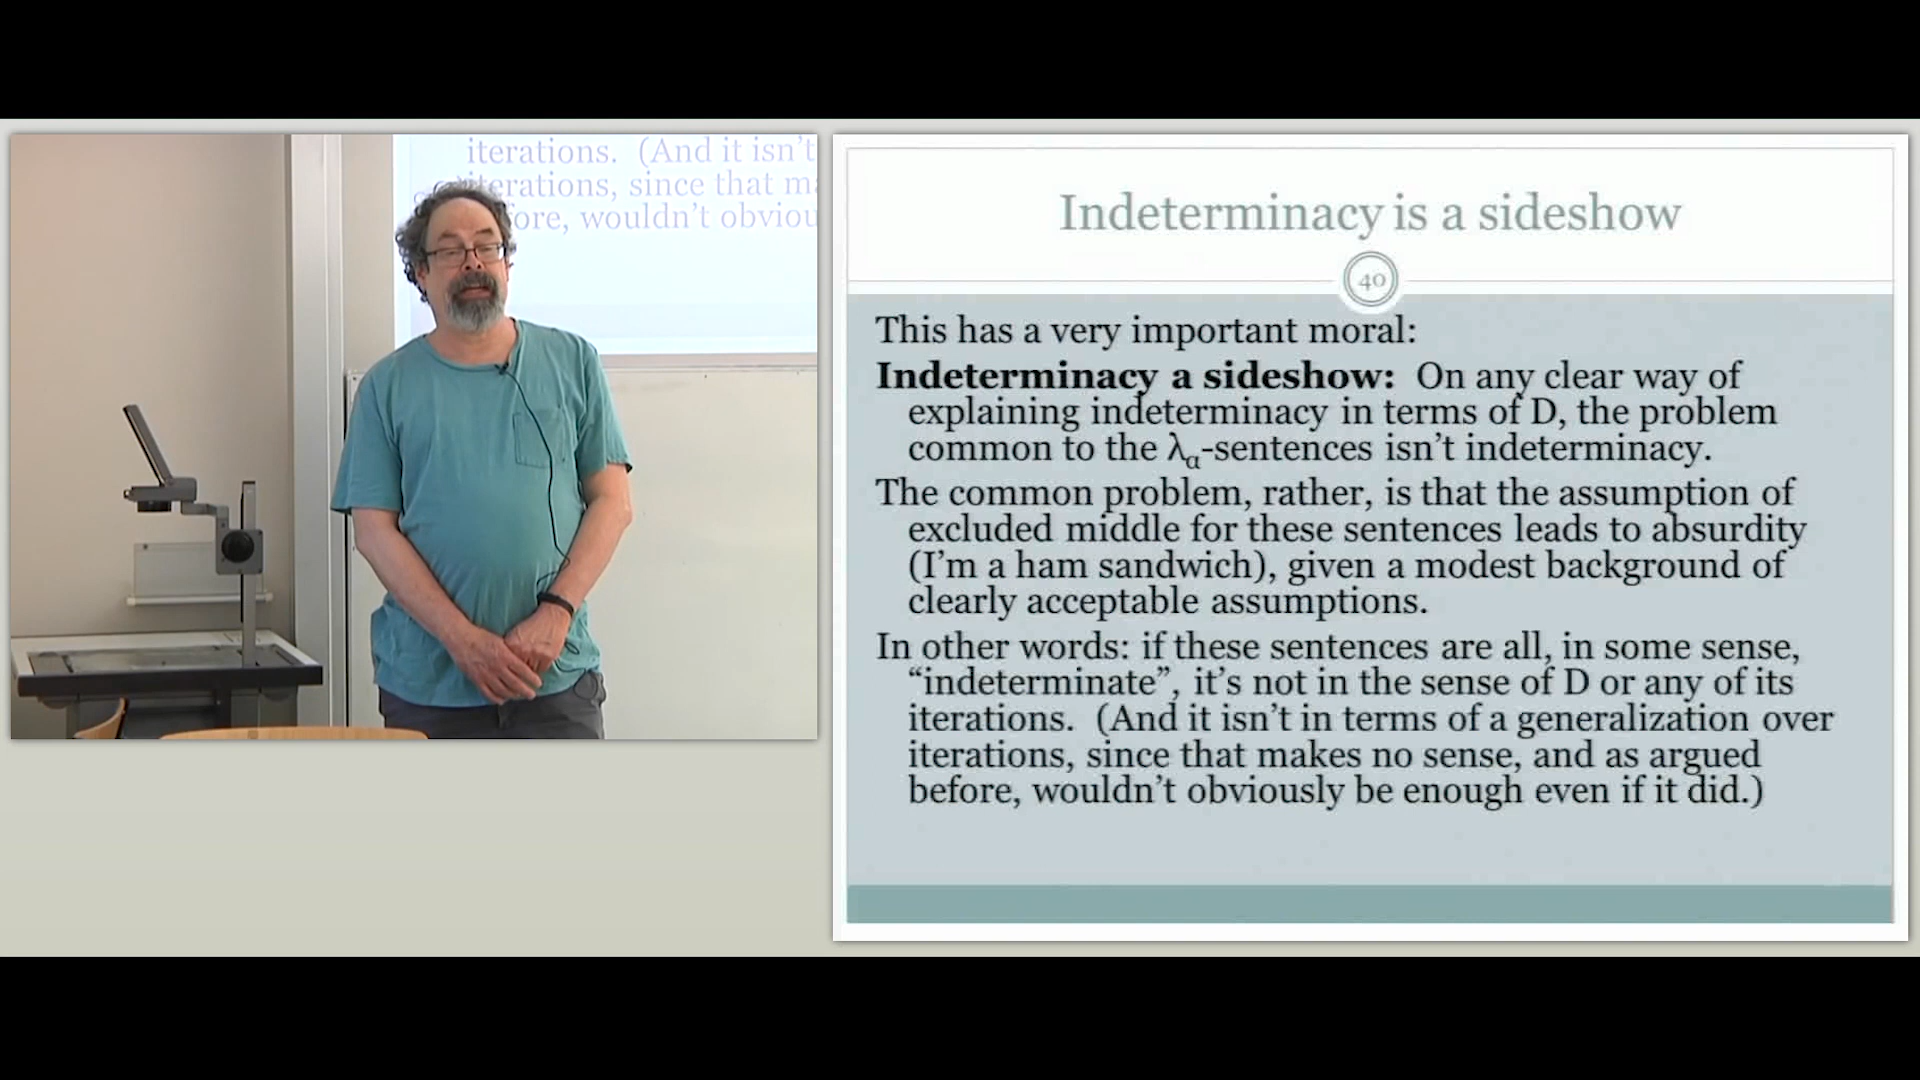 iterations. (And it isn't
iterations, since that
fore, wouldn't
Indeterminacy is a sideshow
40
This has a very important moral:
Indeterminacy a sideshow: On any clear way of
explaining indeterminacy in terms of D, the problem
common to the λα-sentences isn't indeterminacy.
The common problem, rather, is that the assumption of
excluded middle for these sentences leads to absurdity
(I'm a ham sandwich), given a modest background of
clearly acceptable assumptions.
In other words: if these sentences are all, in some sense,
“indeterminate”, it's not in the sense of D or any of its
iterations. (And it isn't in terms of a generalization over
iterations, since that makes no sense, and as argued
before, wouldn't obviously be enough even if it did.)